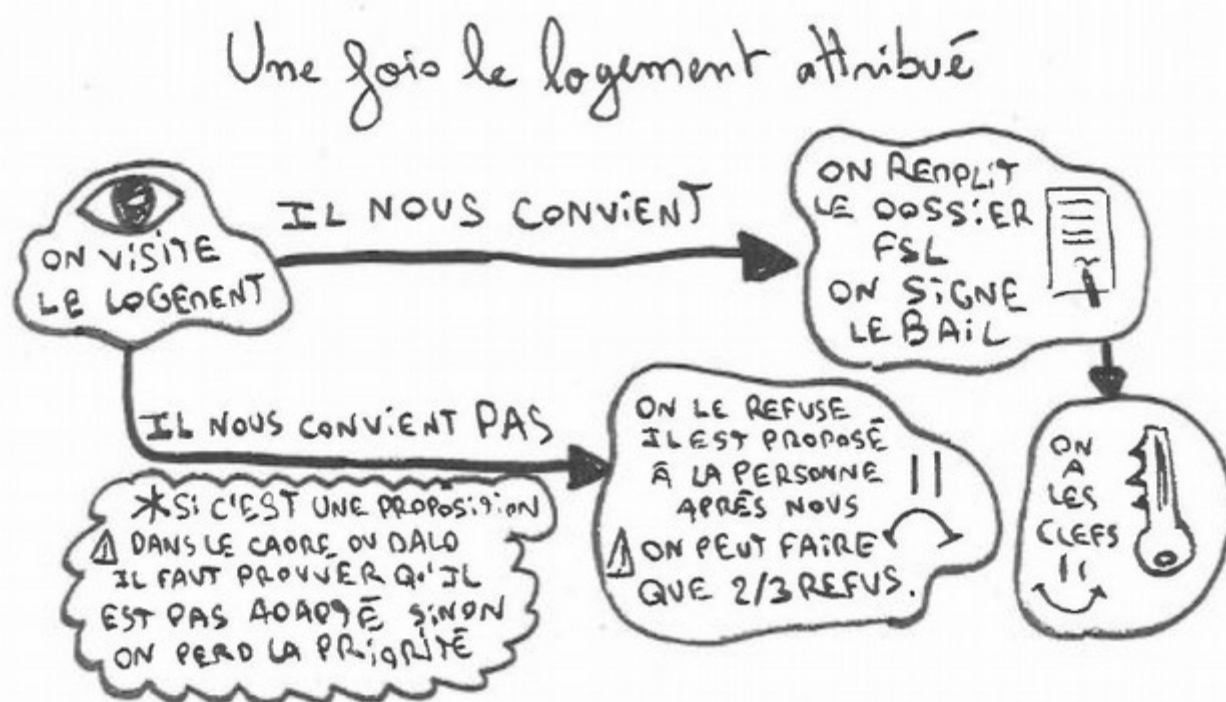 Une fois le logement attribué
ON VISITE
LE LOGEMENT
IL NOUS CONVIENT
ON REMPLIT
LE DOSSIER
FSL
ON SIGNE
LE BAIL
ON
A
LES
CLEFS
IL NOUS CONVIENT PAS
ON LE REFUSE
IL EST PROPOSÉ
À LA PERSONNE
APRÈS NOUS
ON PEUT FAIRE
QUE 2/3 REFUS.
*SI C'EST UNE PROPOSITION
DANS LE CADRE DU DALO
IL FAUT PROUVER QU'IL
EST PAS ADAPTÉ SINON
ON PERD LA PRIORITÉ